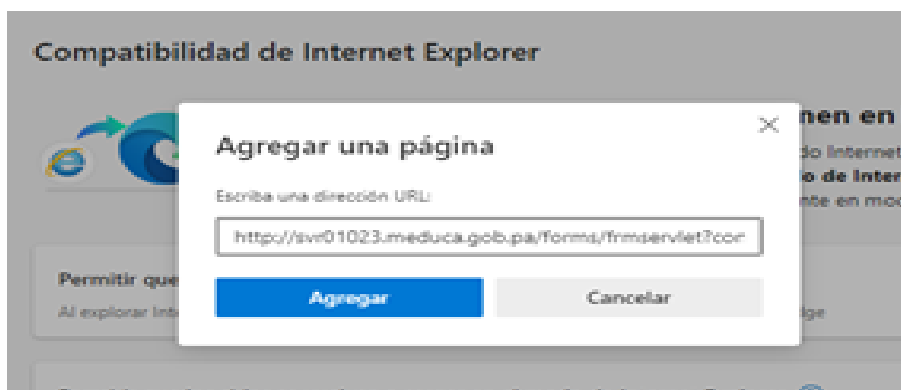 Compatibilidad de Internet Explorer
nen en
do Internet
o de Inter
nte en mod
Agregar una página
Escriba una dirección URL:
http://svr01023.meduca.gob.pa/forms/frmservlet?con
Agregar
Cancelar
Permitir que
Al explorar Inte
dge